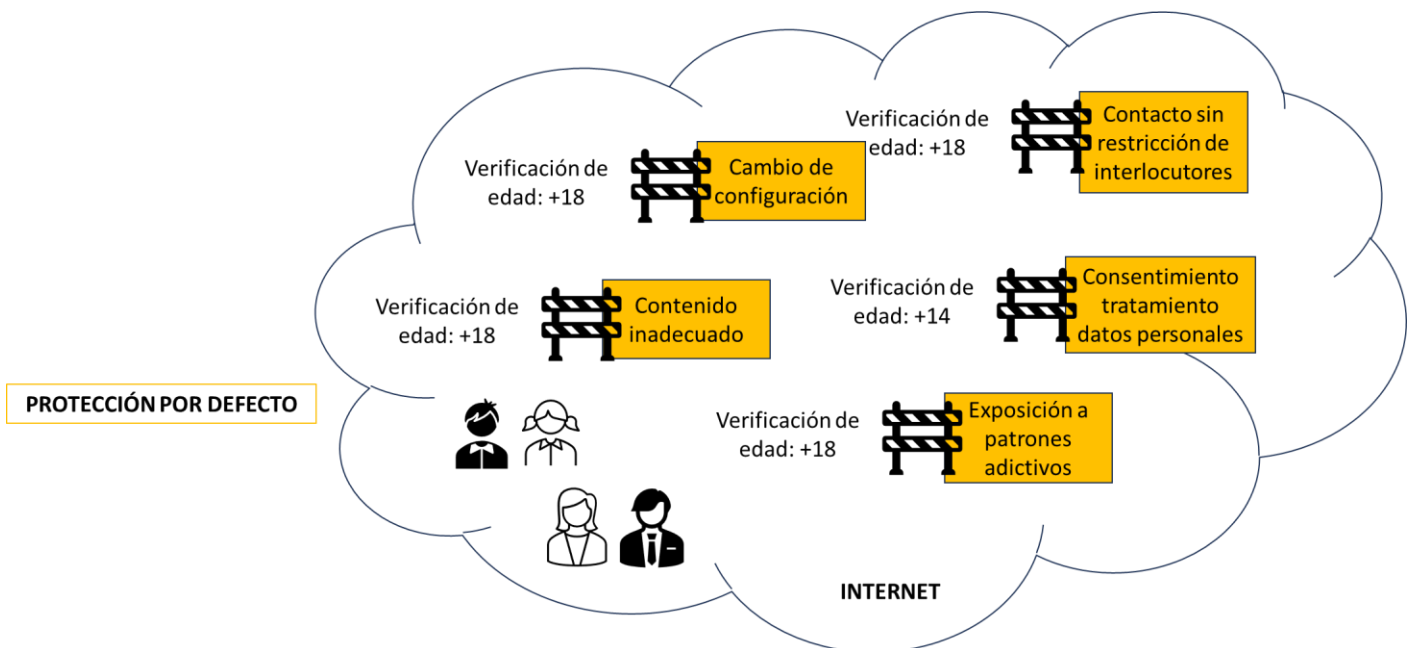 Verificación de
edad: +18
Contacto sin
restricción de
interlocutores
Verificación de
edad: +18
Cambio de
configuración
Verificación de
edad: +18
Contenido
inadecuado
Verificación de
edad: +14
Consentimiento
tratamiento
datos personales
PROTECCIÓN POR DEFECTO
Verificación de
edad: +18
Exposición a
patrones
adictivos
INTERNET